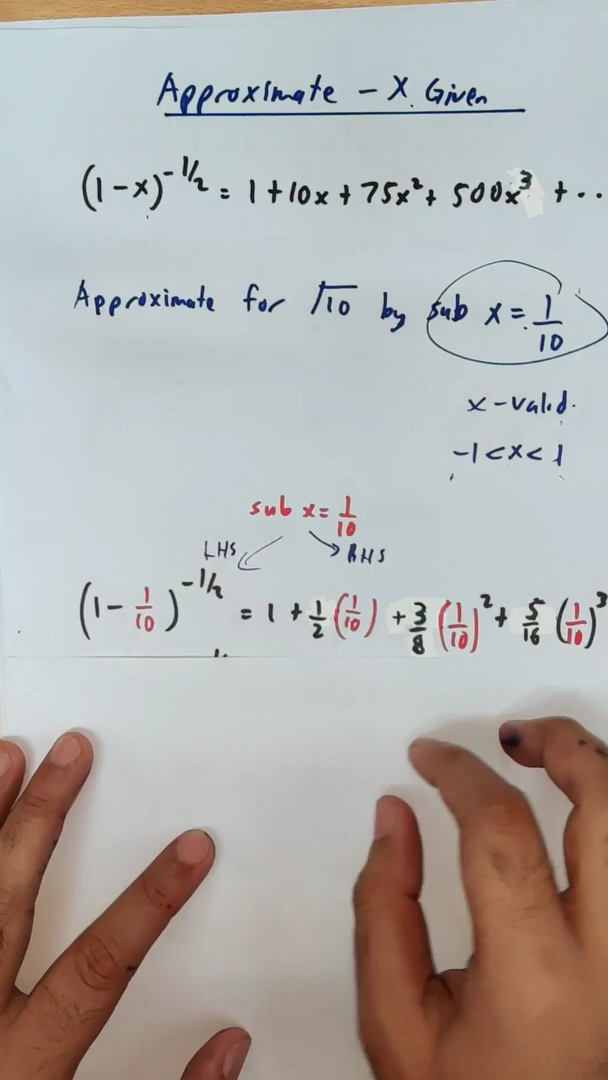 Approximate - X Given
(1-x)^{-1/2} = 1 + 10x + 75x² + 500x³ + ..
Approximate for √10 by sub x = 1/10
x-valid.
-1 < x < 1
sub x = 1/10
LHS RHS
(1 - 1/10)^{-1/2} = 1 + 1/2 (1/10) + 3/8 (1/10)² + 5/16 (1/10)³